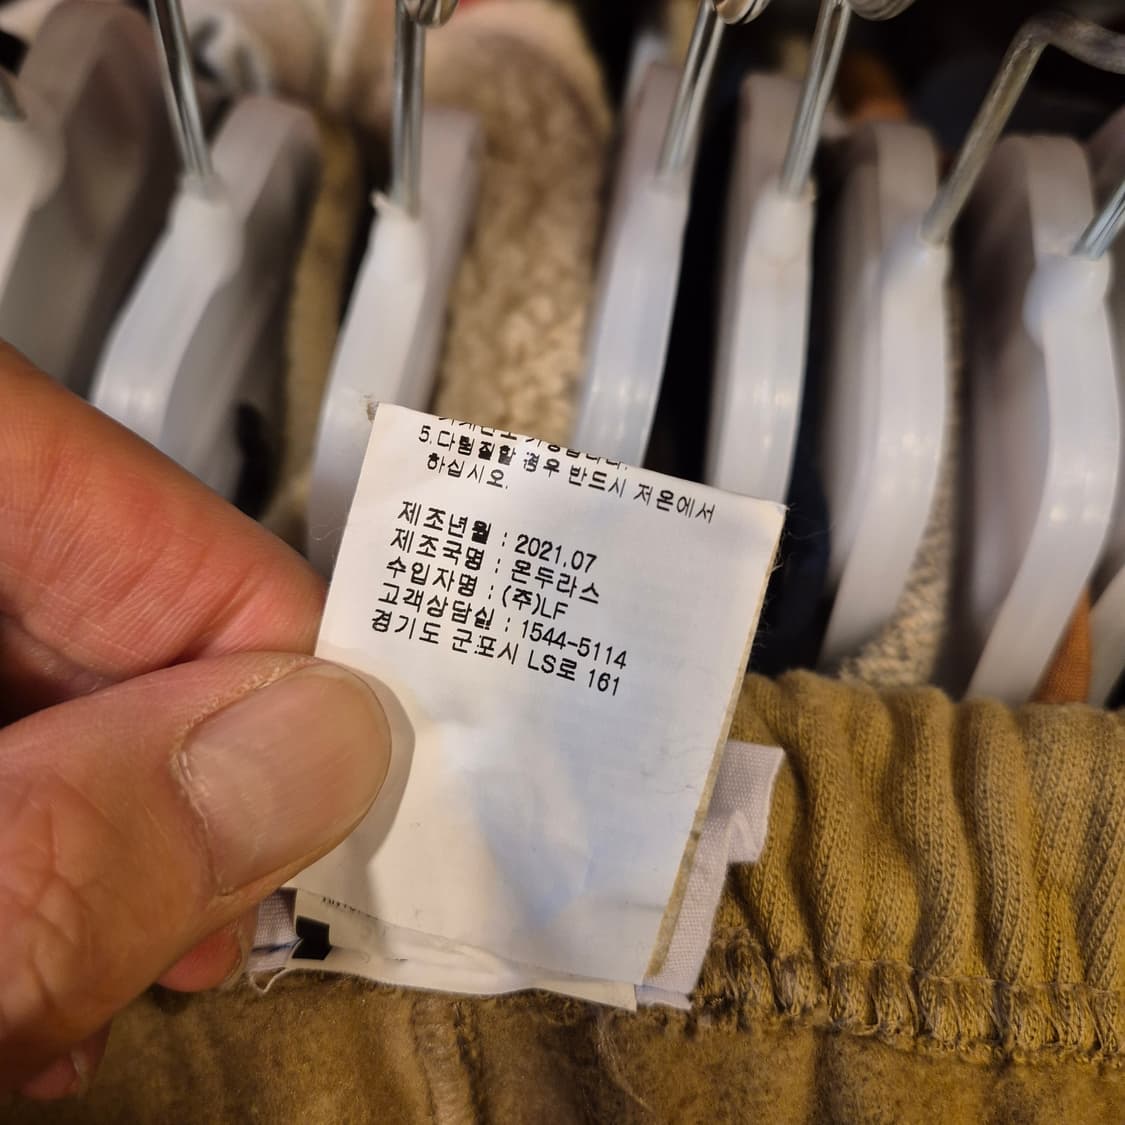 5.다림질할 경우 반드시 저온에서
하십시오.
제조년월 : 2021.07
제조국명 : 온두라스
수입자명 : (주)LF
고객상담실 : 1544-5114
경기도 군포시 LS로 161